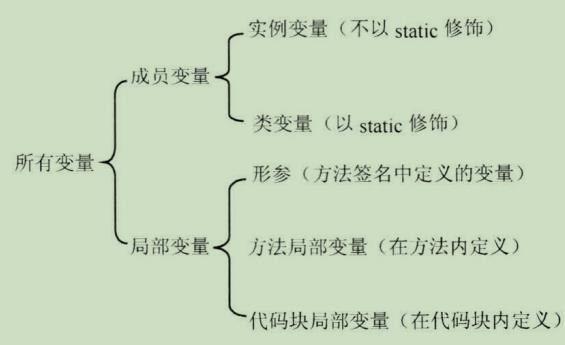 实例变量（不以 static 修饰）
成员变量
类变量（以 static 修饰）
所有变量
形参（方法签名中定义的变量）
局部变量
方法局部变量（在方法内定义）
代码块局部变量（在代码块内定义）